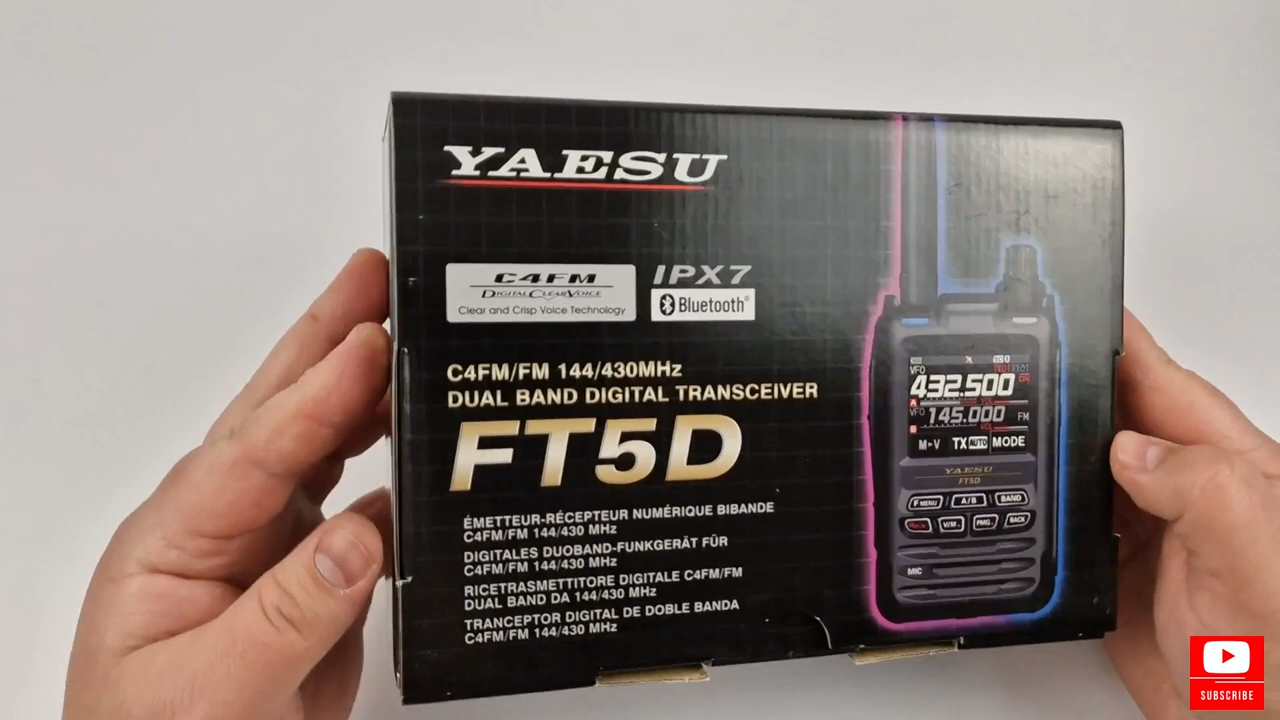 YAESU
C4FM
DIGITAL CLEAR VOICE
Clear and Crisp Voice Technology
IPX7
Bluetooth®
C4FM/FM 144/430MHz
DUAL BAND DIGITAL TRANSCEIVER
FT5D
ÉMETTEUR-RÉCEPTEUR NUMÉRIQUE BIBANDE
C4FM/FM 144/430 MHz
DIGITALES DUOBAND-FUNKGERÄT FÜR
C4FM/FM 144/430 MHz
RICETRASMETTITORE DIGITALE C4FM/FM
DUAL BAND DA 144/430 MHz
TRANCEPTOR DIGITAL DE DOBLE BANDA
C4FM/FM 144/430 MHz
VFO
432.500
A VOL
VFO 145.000 FM
B VOL
M▸V TX AUTO MODE
YAESU
FT5D
F MENU A/B BAND
V/M PMG BACK
MIC
SUBSCRIBE